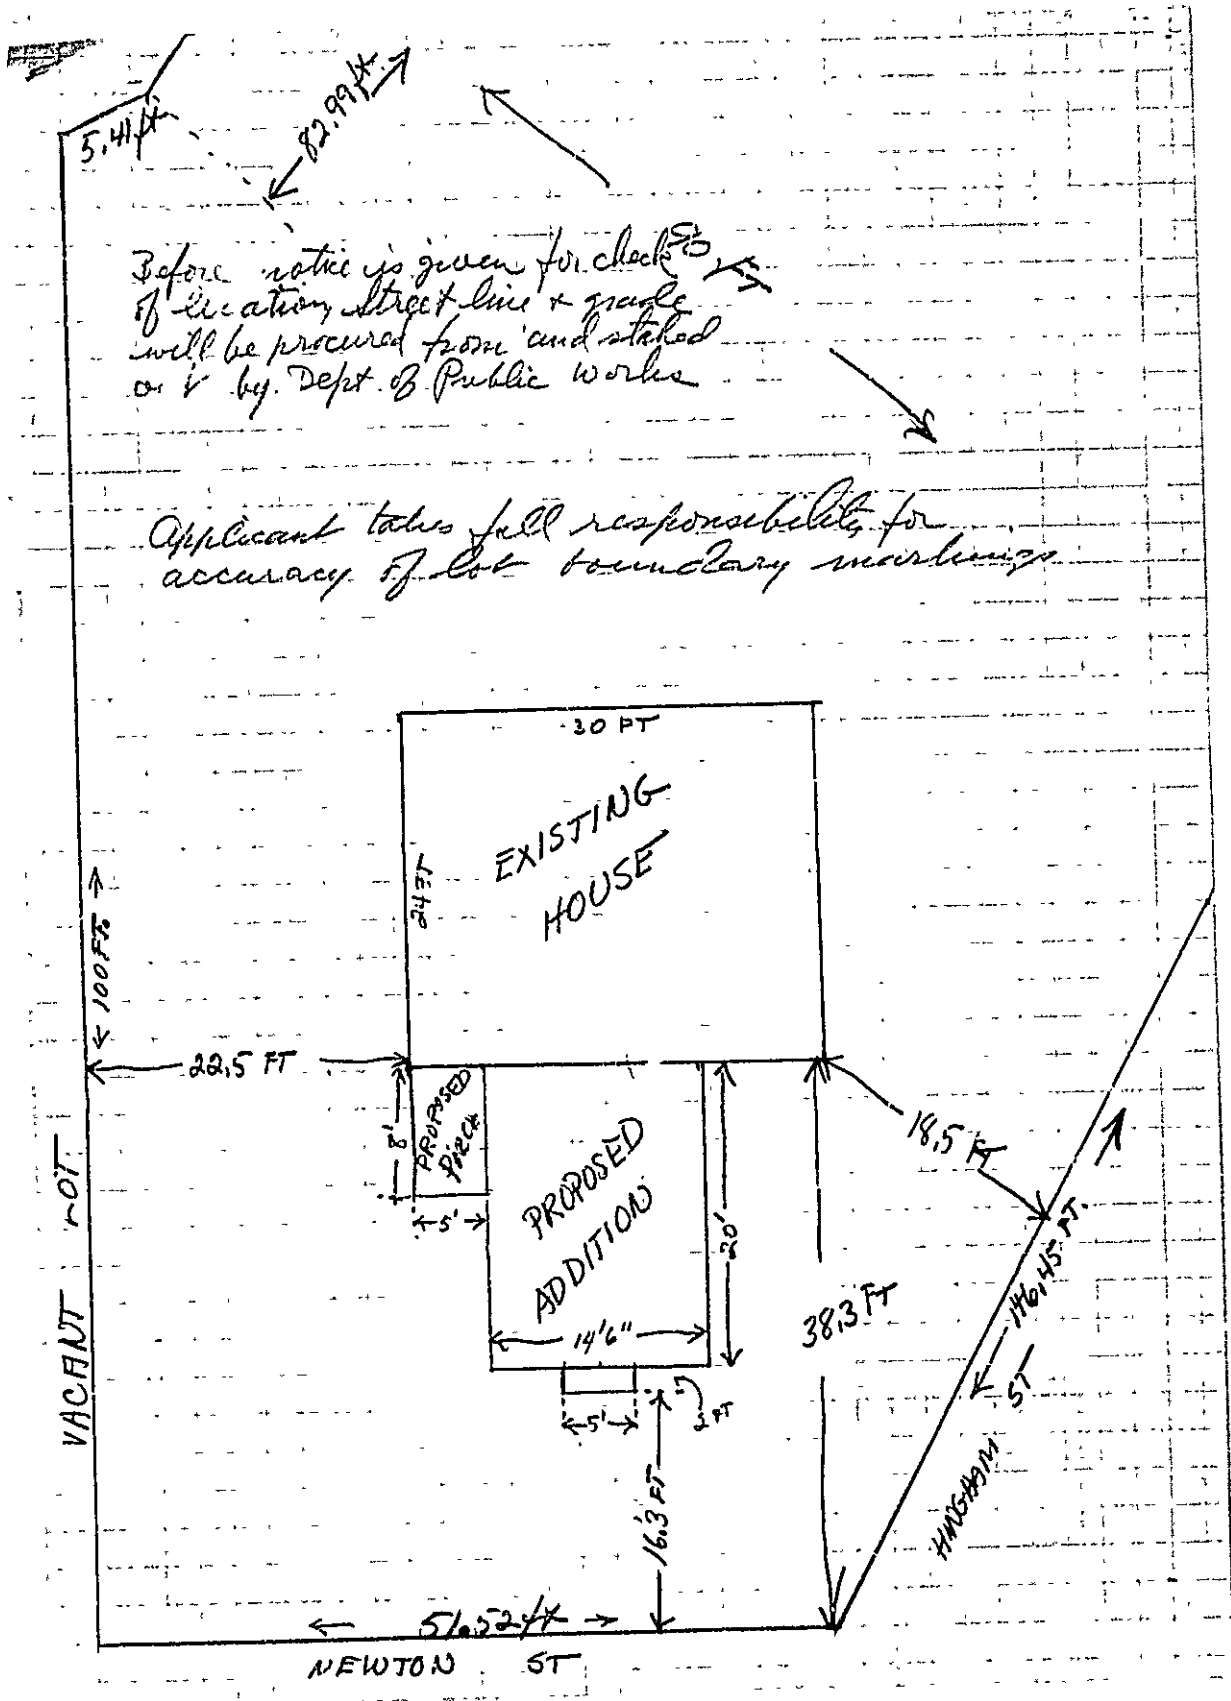 5.41 ft
82.99 ft
Before notice is given for check
of location, street line & grade
will be procured from and staked
by Dept. of Public Works
Applicant takes full responsibility for
accuracy of lot boundary markings
30 FT
EXISTING
HOUSE
24 FT
100 FT.
22.5 FT
18.5 FT
PROPOSED
PORCH
8'
5'
PROPOSED
ADDITION
20'
14'6"
5'
2 FT
38.3 FT
16.3 FT
146.45 FT.
HINGHAM
ST
VACANT LOT
51.52 ft
NEWTON ST